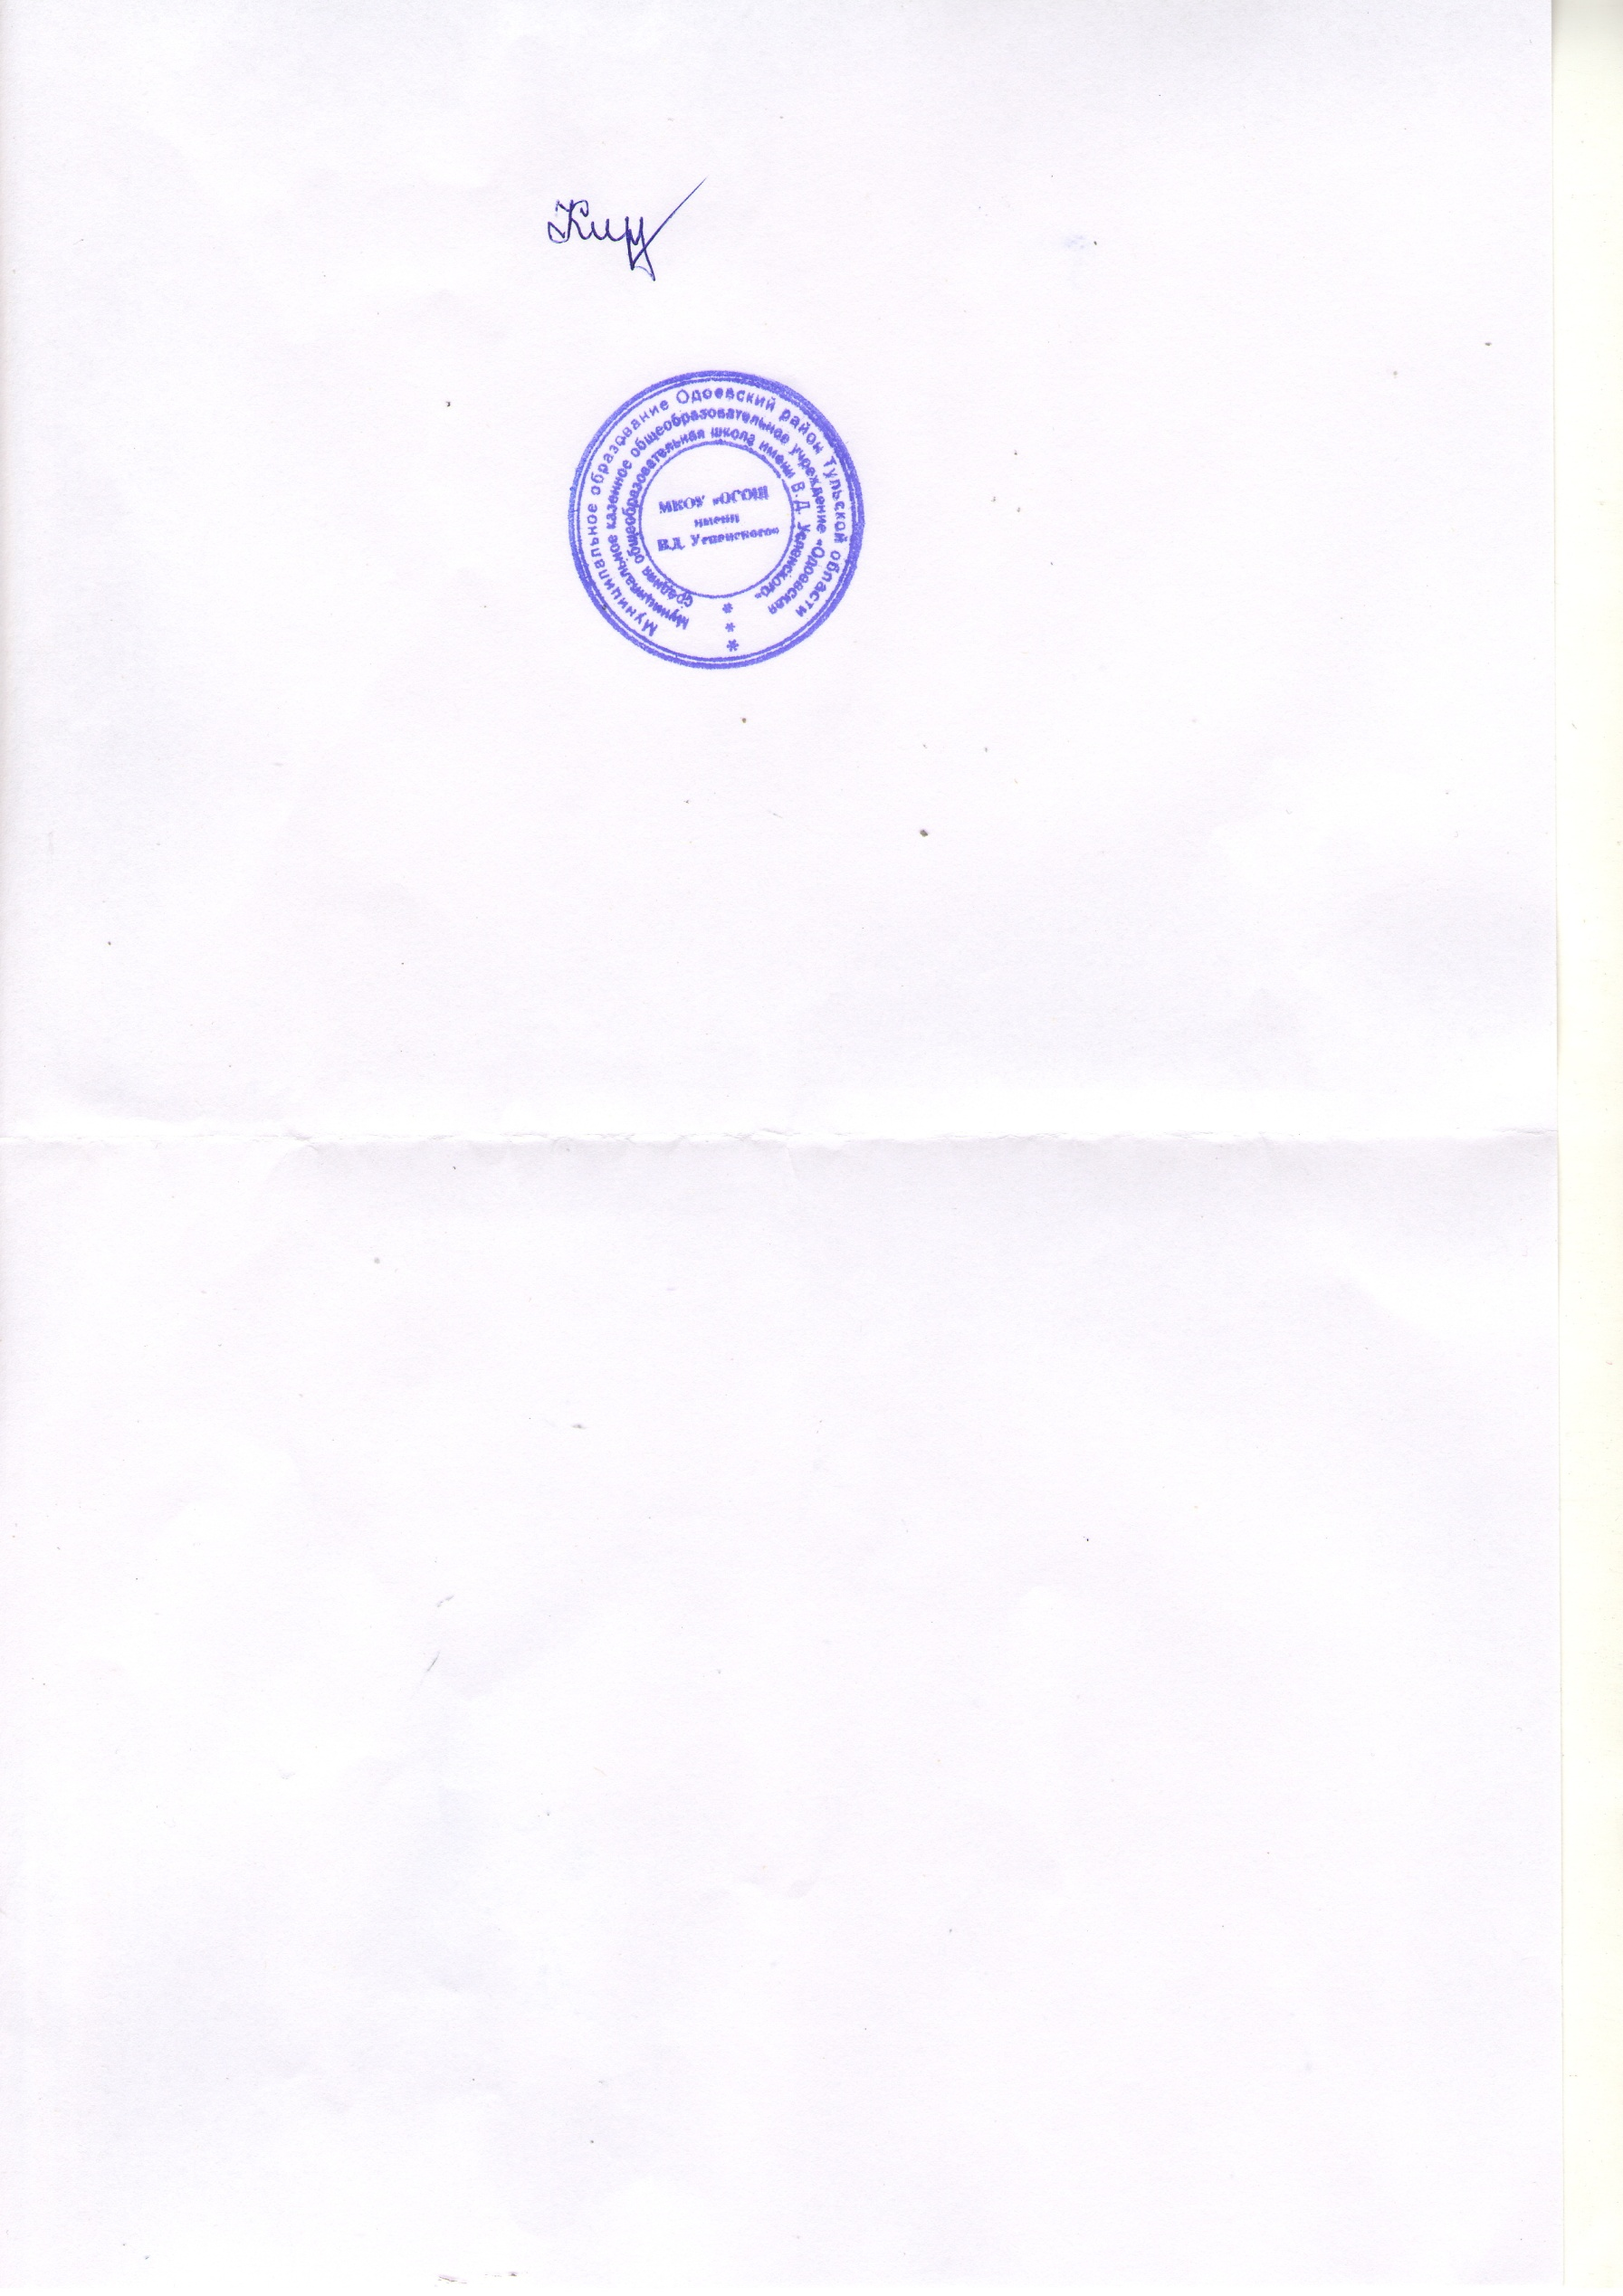 Муниципальное образование Одоевский район Тульской области
Муниципальное казенное общеобразовательное учреждение «Одоевская
средняя общеобразовательная школа имени В.Д. Успенского»
МКОУ «ОСОШ
имени
В.Д. Успенского»